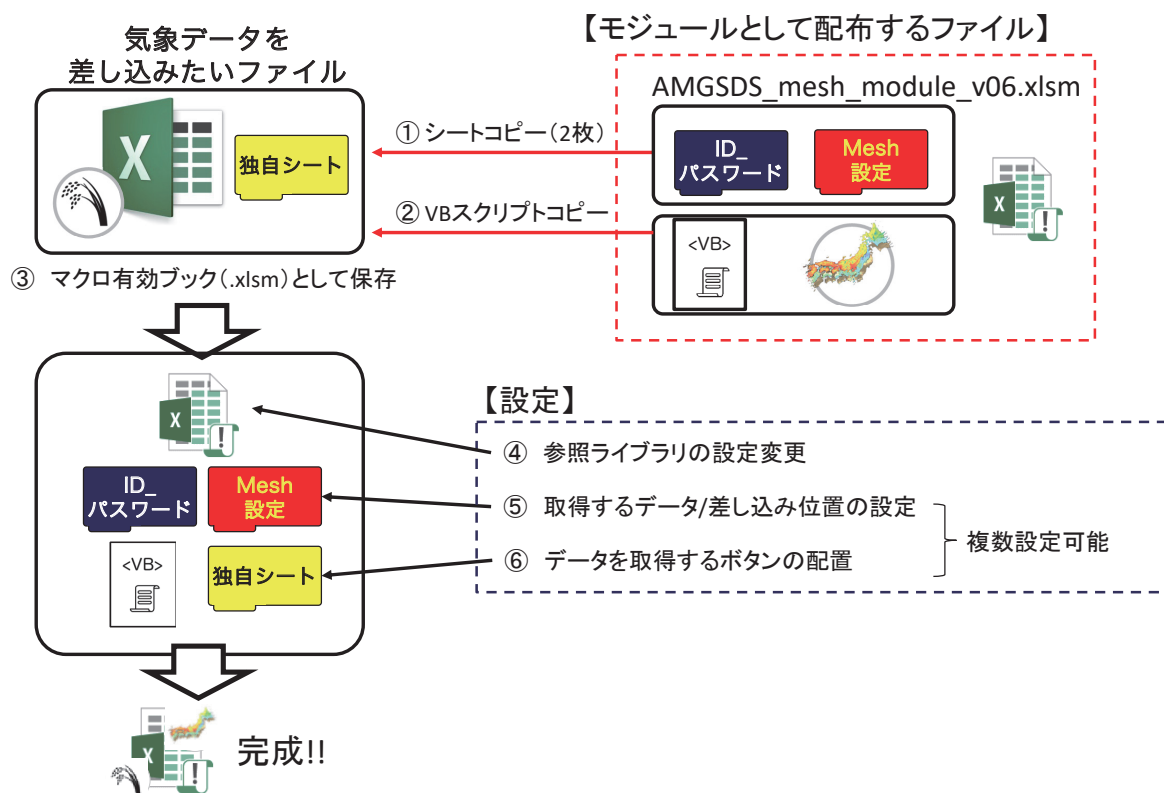 気象データを
差し込みたいファイル
独自シート
X
【モジュールとして配布するファイル】
AMGSDS_mesh_module_v06.xlsm
① シートコピー（2枚）
ID_
パスワード
Mesh
設定
② VBスクリプトコピー
<VB>
X
③ マクロ有効ブック（.xlsm）として保存
X
ID_
パスワード
Mesh
設定
<VB>
独自シート
【設定】
④ 参照ライブラリの設定変更
⑤ 取得するデータ/差し込み位置の設定
⑥ データを取得するボタンの配置
複数設定可能
X
完成!!